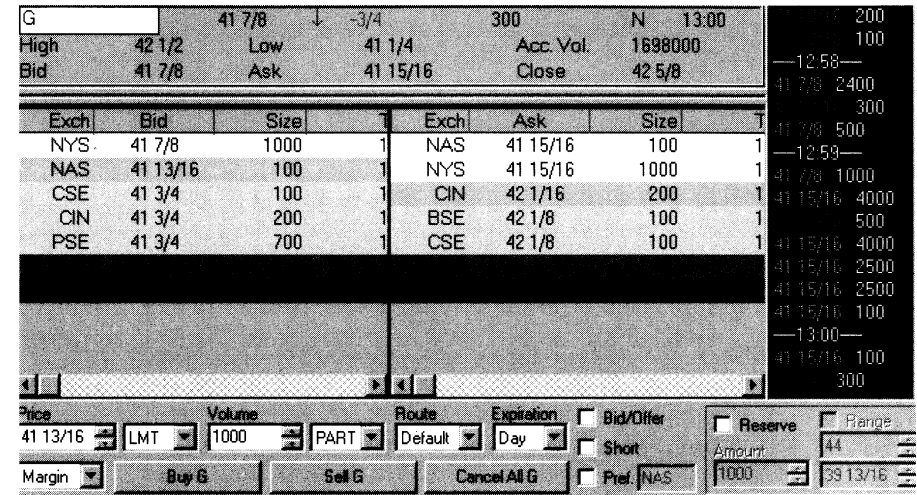 G 41 7/8 ↓ -3/4 300 N 13:00
High 42 1/2 Low 41 1/4 Acc. Vol. 1698000
Bid 41 7/8 Ask 41 15/16 Close 42 5/8
Exch Bid Size T Exch Ask Size T
NYS 41 7/8 1000 1 NAS 41 15/16 100 1
NAS 41 13/16 100 1 NYS 41 15/16 1000 1
CSE 41 3/4 100 1 CIN 42 1/16 200 1
CIN 41 3/4 200 1 BSE 42 1/8 100 1
PSE 41 3/4 700 1 CSE 42 1/8 100 1
200
100
12:58
41 7/8 2400
300
41 7/8 500
12:59
41 7/8 1000
41 15/16 4000
500
41 15/16 4000
41 15/16 2500
41 15/16 2500
41 15/16 100
13:00
41 15/16 100
300
Price Volume Route Expiration
41 13/16 LMT 1000 PART Default Day
Margin Buy G Sell G Cancel All G
Bid/Offer
Short
Pref. NAS
Reserve Range
Amount 44
1000 39 13/16